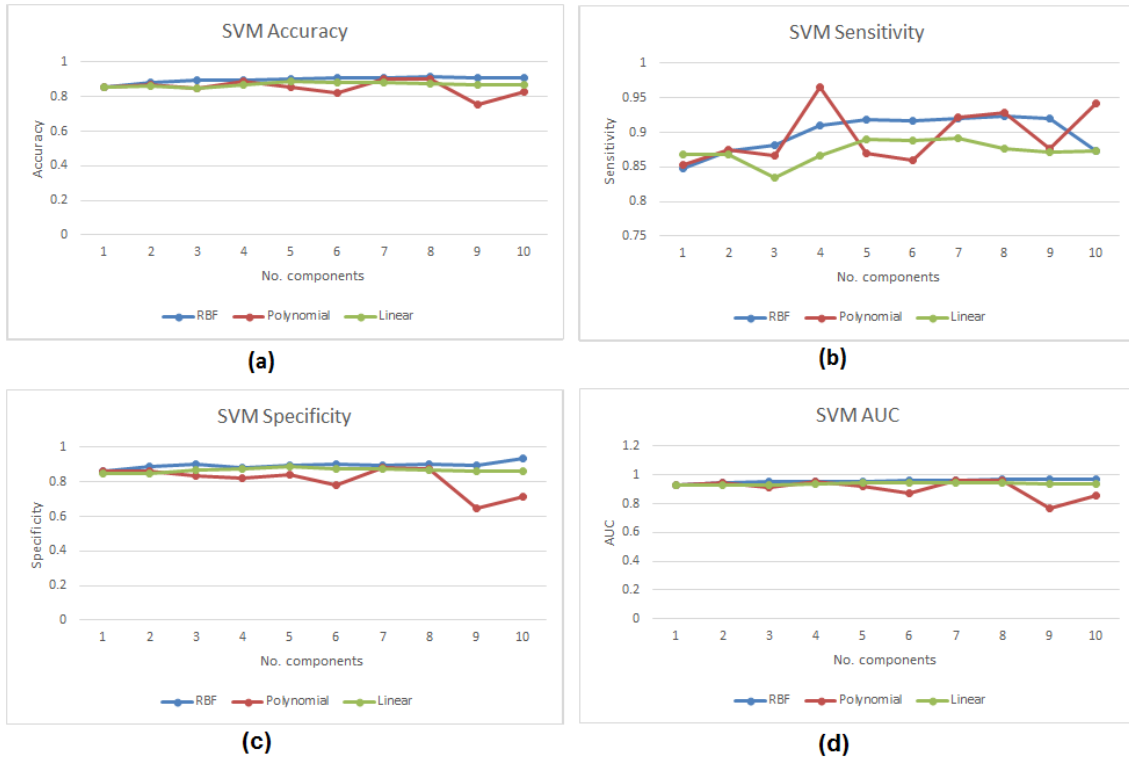 SVM Accuracy
1
0.8
0.6
0.4
0.2
0
Accuracy
1 2 3 4 5 6 7 8 9 10
No. components
RBF Polynomial Linear
(a)
SVM Sensitivity
1
0.95
0.9
0.85
0.8
0.75
Sensitivity
1 2 3 4 5 6 7 8 9 10
No. components
RBF Polynomial Linear
(b)
SVM Specificity
1
0.8
0.6
0.4
0.2
0
Specificity
1 2 3 4 5 6 7 8 9 10
No. components
RBF Polynomial Linear
(c)
SVM AUC
1.2
1
0.8
0.6
0.4
0.2
0
AUC
1 2 3 4 5 6 7 8 9 10
No. components
RBF Polynomial Linear
(d)